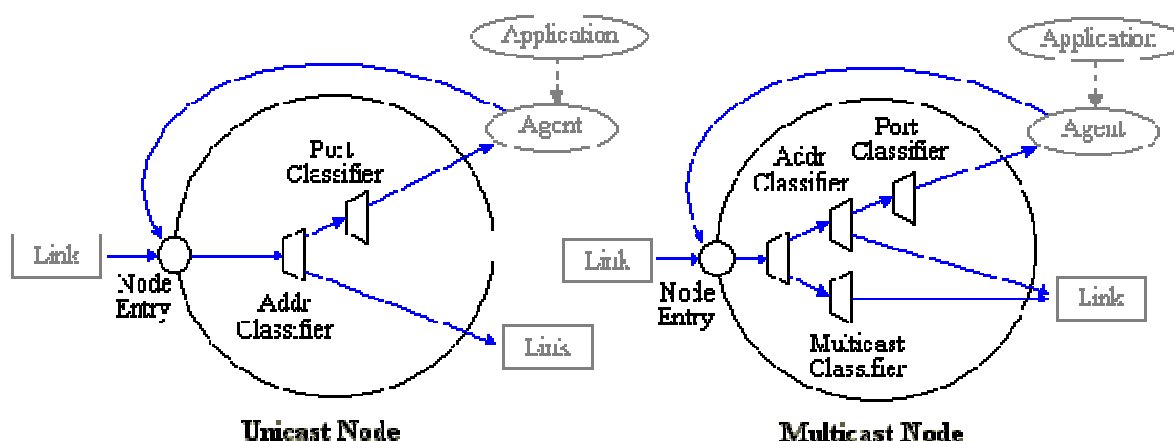 Application
Agent
Port
Classifier
Link
Node
Entry
Addr
Classifier
Link
Unicast Node
Application
Agent
Port
Classifier
Addr
Classifier
Link
Node
Entry
Link
Multicast
Classifier
Multicast Node